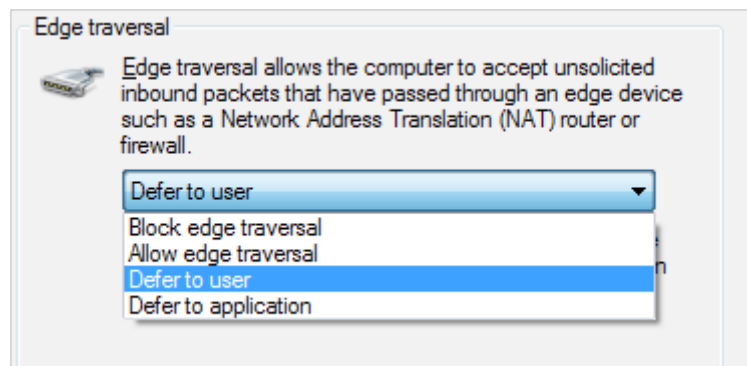 Edge traversal
Edge traversal allows the computer to accept unsolicited
inbound packets that have passed through an edge device
such as a Network Address Translation (NAT) router or
firewall.
Defer to user
Block edge traversal
Allow edge traversal
Defer to user
Defer to application